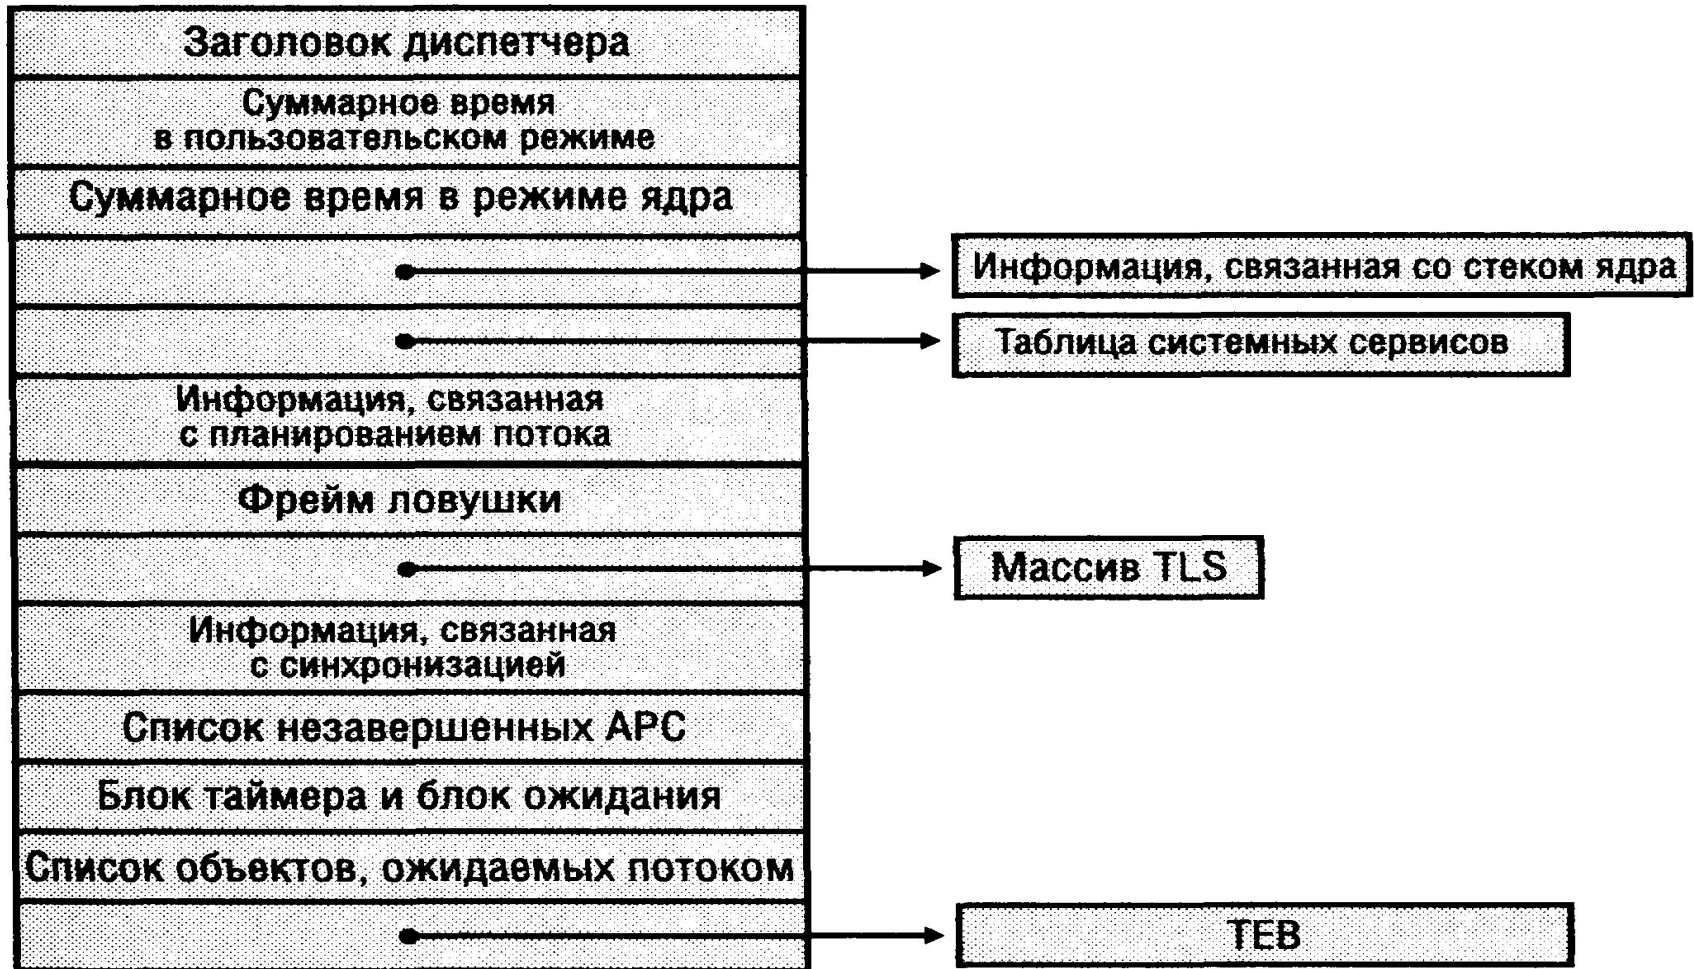 Заголовок диспетчера
Суммарное время
в пользовательском режиме
Суммарное время в режиме ядра
Информация, связанная со стеком ядра
Таблица системных сервисов
Информация, связанная
с планированием потока
Фрейм ловушки
Массив TLS
Информация, связанная
с синхронизацией
Список незавершенных APC
Блок таймера и блок ожидания
Список объектов, ожидаемых потоком
TEB